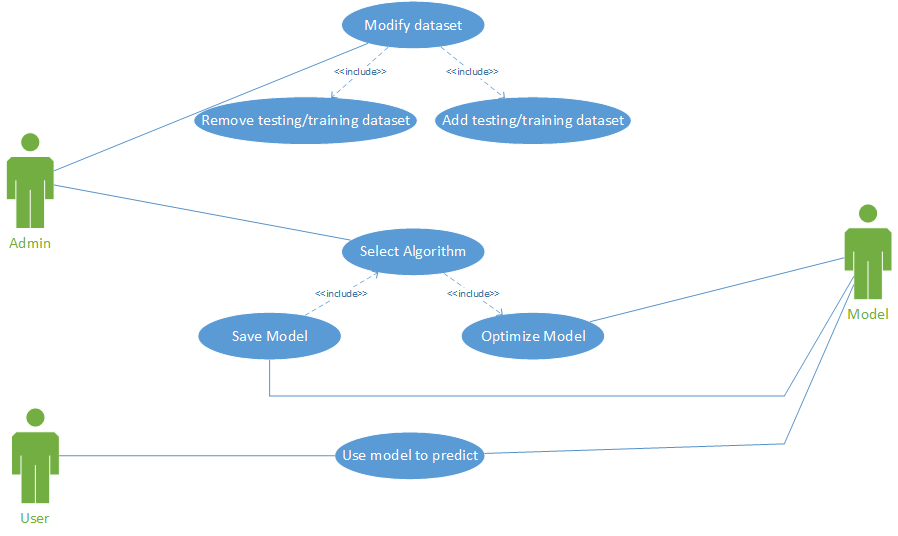 Modify dataset
<<include>>
<<include>>
Remove testing/training dataset
Add testing/training dataset
Admin
Select Algorithm
<<include>>
<<include>>
Model
Save Model
Optimize Model
Use model to predict
User